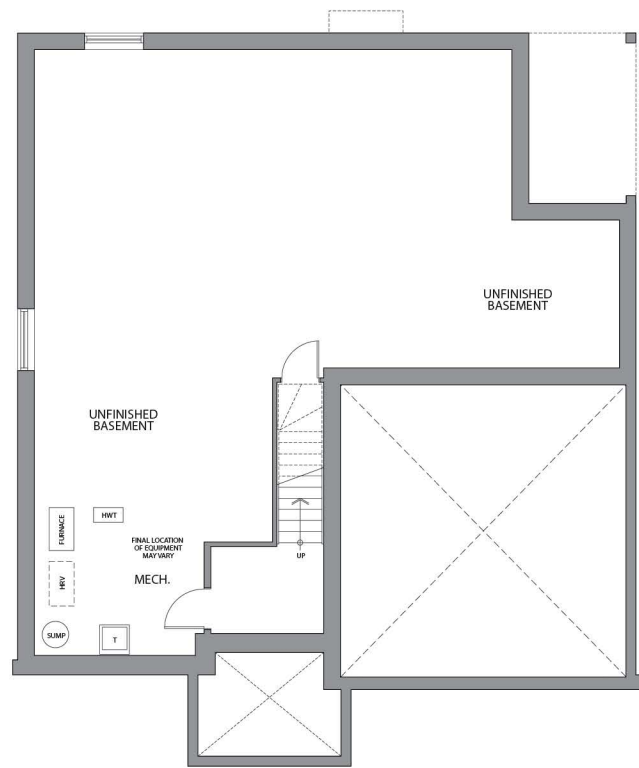 UNFINISHED
BASEMENT
UNFINISHED
BASEMENT
FURNACE
HWT
FINAL LOCATION
OF EQUIPMENT
MAY VARY
UP
HRV
MECH.
SUMP
T